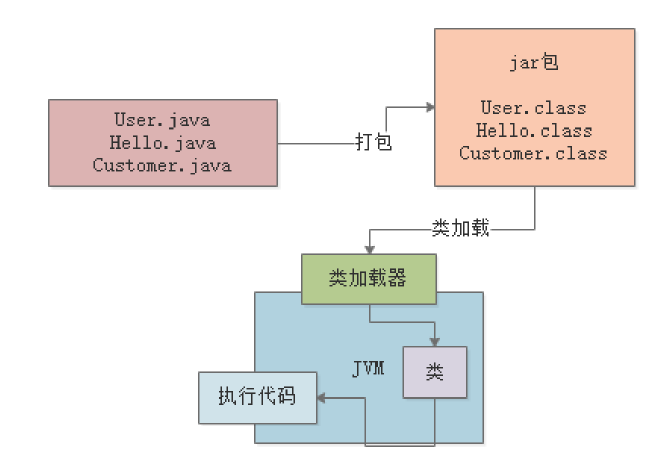 jar包
User.java
Hello.java
Customer.java
打包
User.class
Hello.class
Customer.class
类加载
类加载器
JVM
类
执行代码